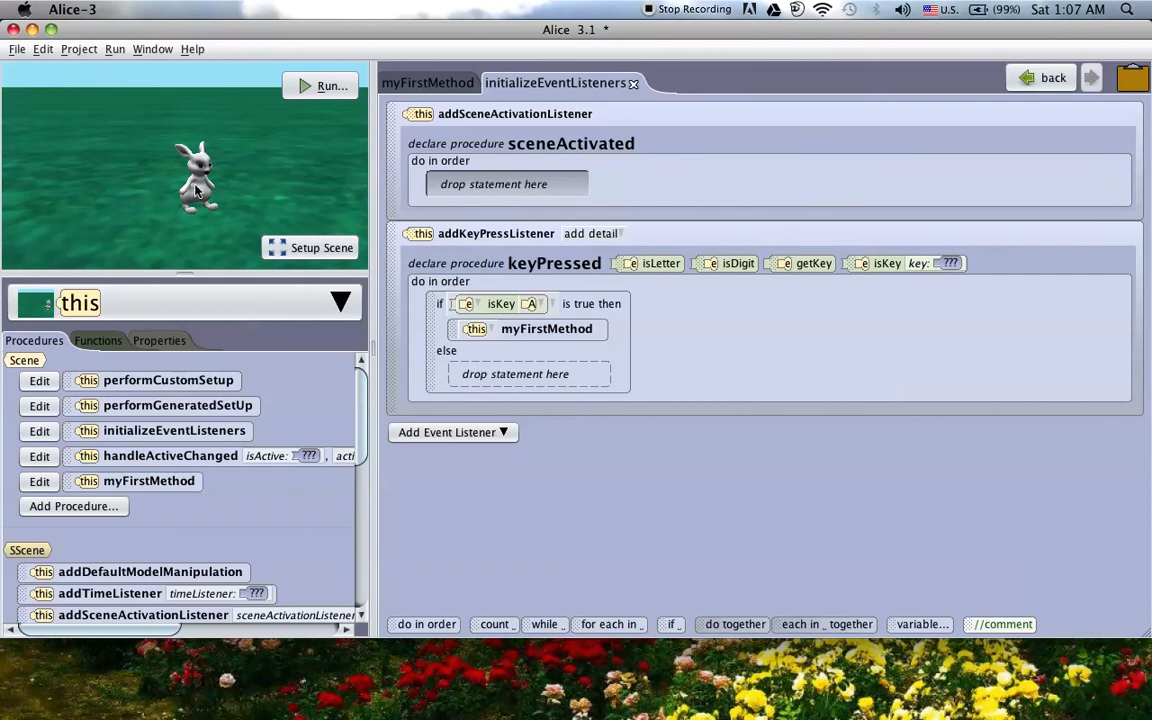 Alice-3 Stop Recording U.S. (99%) Sat 1:07 AM
Alice 3.1 *
File Edit Project Run Window Help
myFirstMethod initializeEventListeners back
Run...
this addSceneActivationListener
declare procedure sceneActivated
do in order
drop statement here
this addKeyPressListener add detail
Setup Scene
declare procedure keyPressed e isLetter e isDigit e getKey e isKey key: ???
do in order
this
if e isKey A is true then
this myFirstMethod
Procedures Functions Properties
else
Scene
drop statement here
Edit this performCustomSetup
Edit this performGeneratedSetUp
Edit this initializeEventListeners
Add Event Listener
Edit this handleActiveChanged isActive: ??? , acti
Edit this myFirstMethod
Add Procedure...
SScene
this addDefaultModelManipulation
this addTimeListener timeListener: ???
this addSceneActivationListener sceneActivationListener
do in order count while for each in if do together each in together variable... //comment